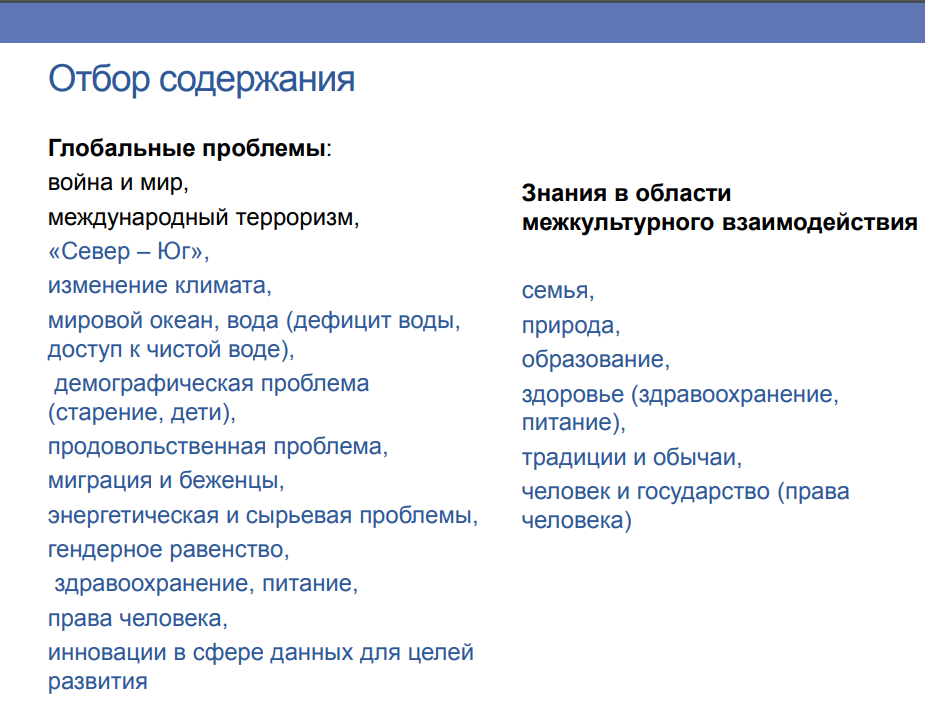 Отбор содержания
Глобальные проблемы:
война и мир,
международный терроризм,
«Север – Юг»,
изменение климата,
мировой океан, вода (дефицит воды,
доступ к чистой воде),
демографическая проблема
(старение, дети),
продовольственная проблема,
миграция и беженцы,
энергетическая и сырьевая проблемы,
гендерное равенство,
здравоохранение, питание,
права человека,
инновации в сфере данных для целей
развития
Знания в области
межкультурного взаимодействия
семья,
природа,
образование,
здоровье (здравоохранение,
питание),
традиции и обычаи,
человек и государство (права
человека)